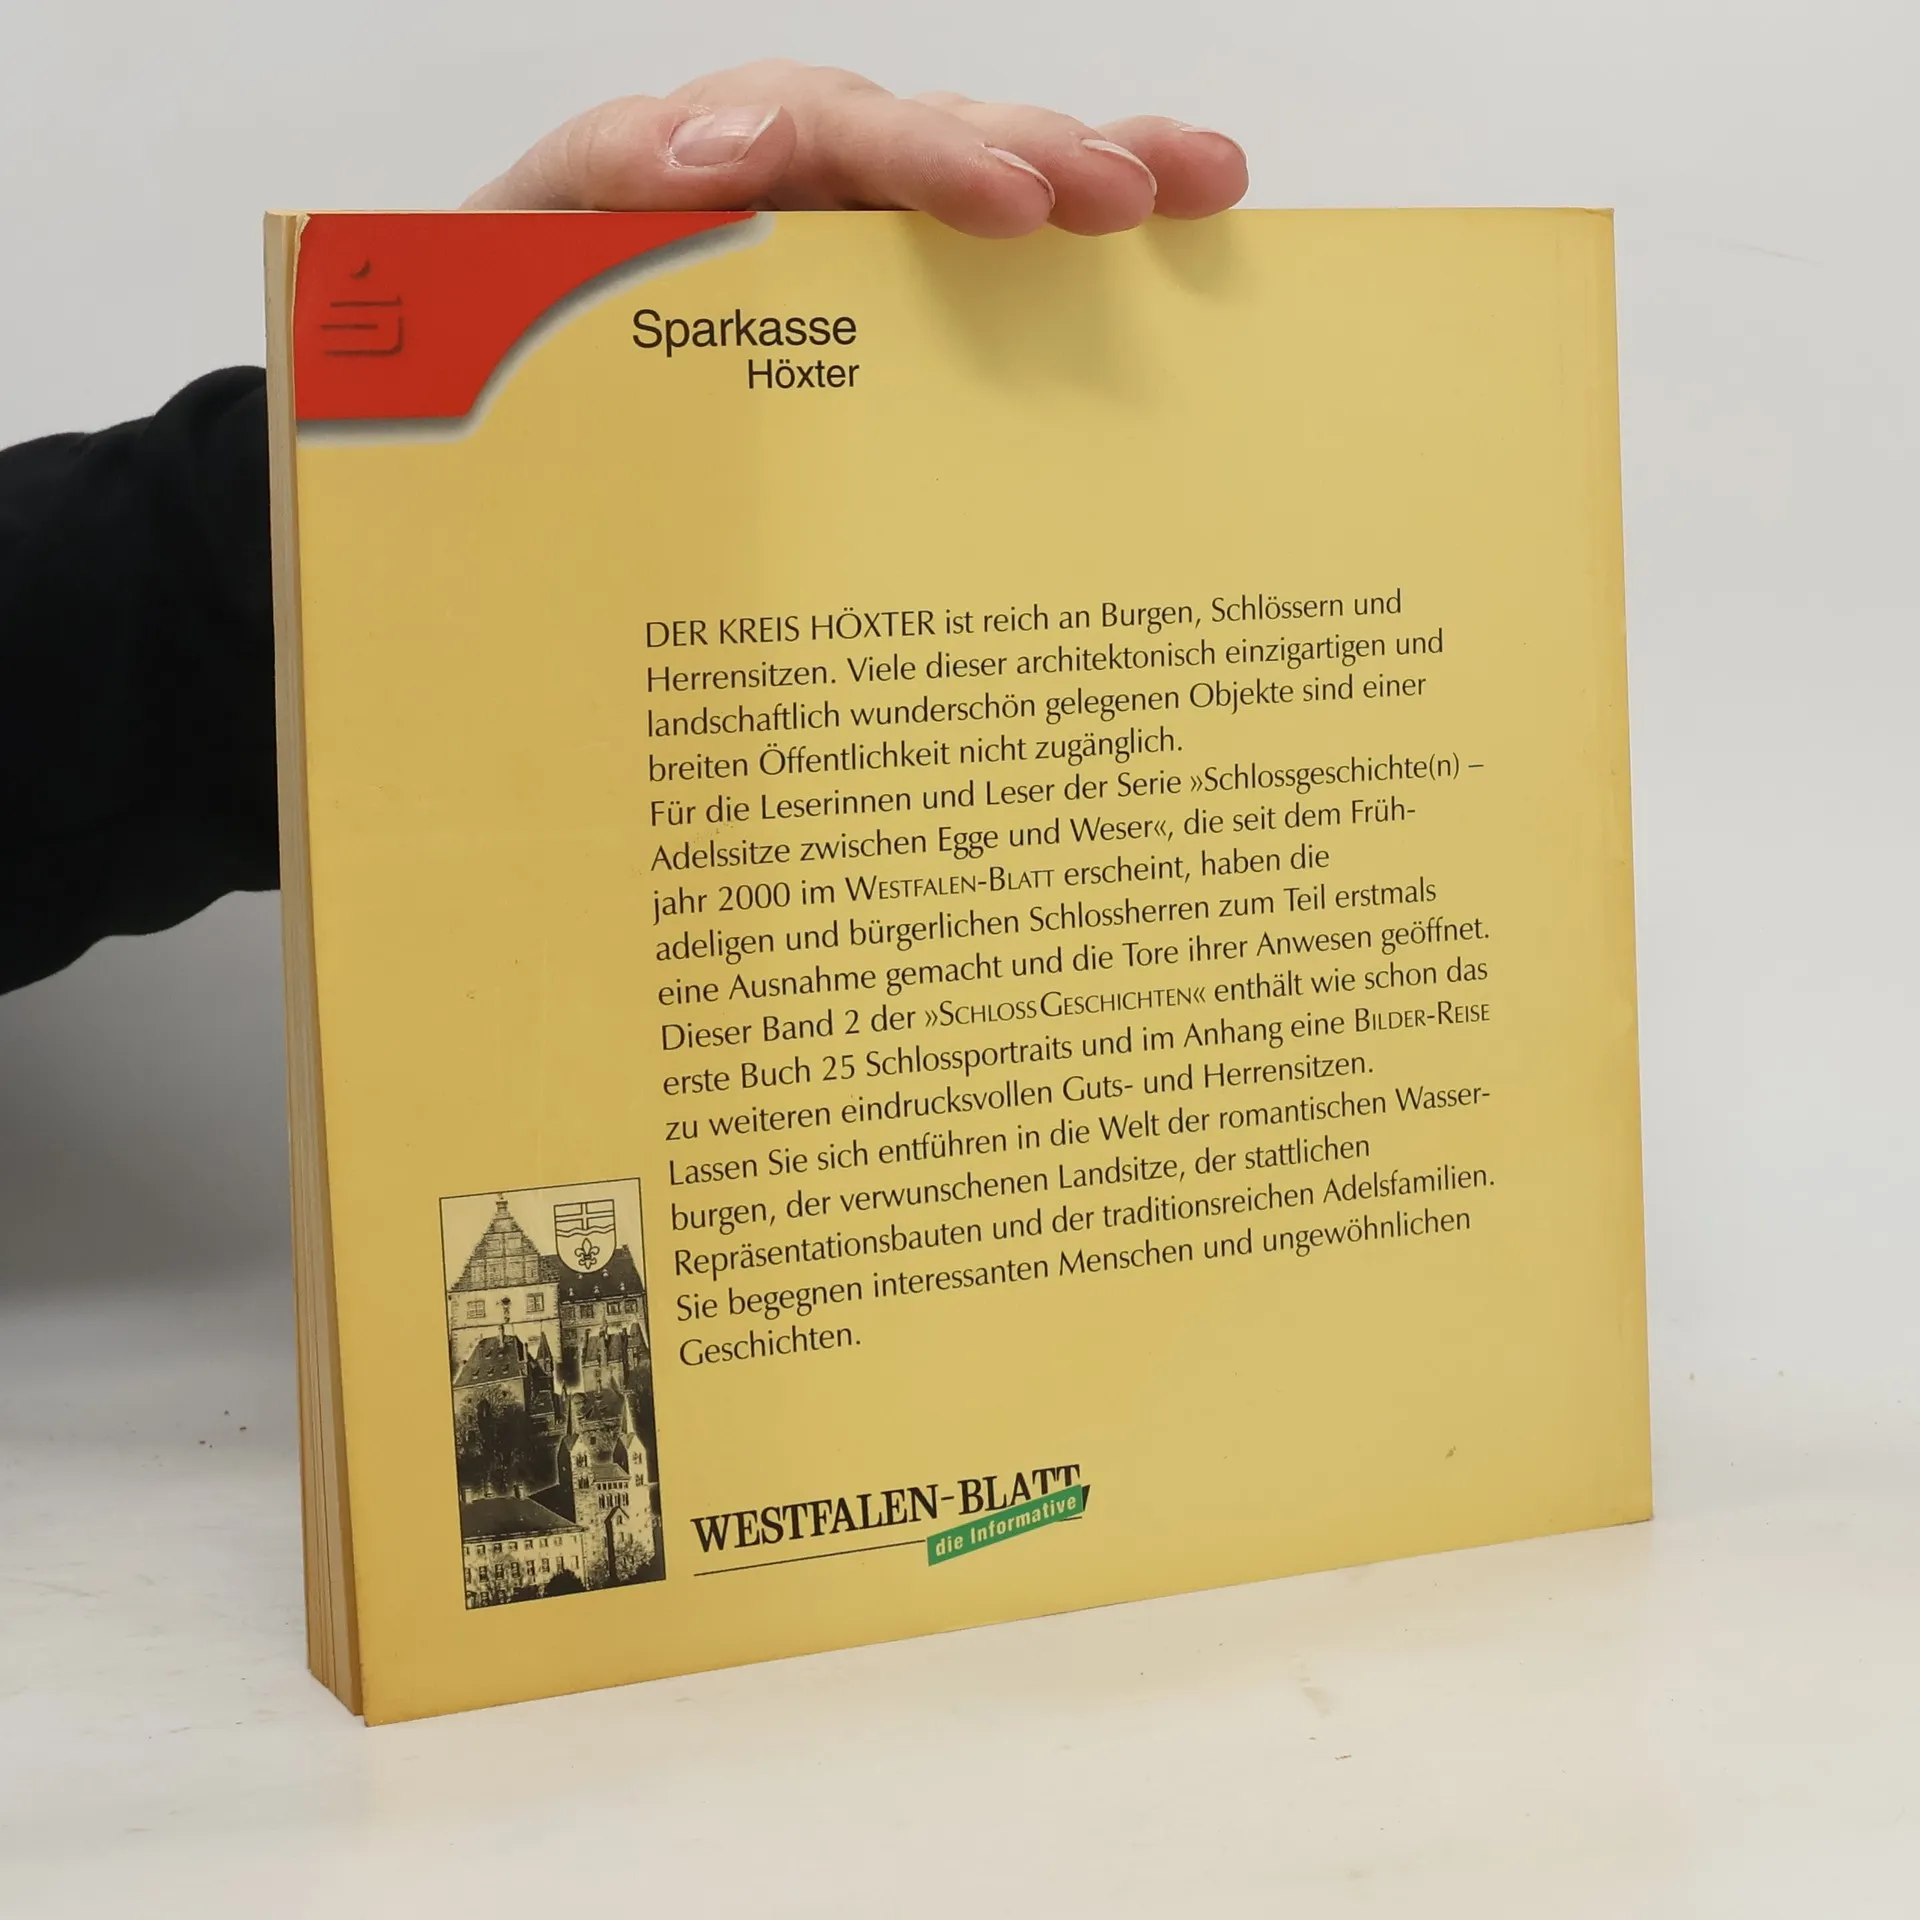 Sparkasse
Höxter
DER KREIS HÖXTER ist reich an Burgen, Schlössern und
Herrensitzen. Viele dieser architektonisch einzigartigen und
landschaftlich wunderschön gelegenen Objekte sind einer
breiten Öffentlichkeit nicht zugänglich.
Für die Leserinnen und Leser der Serie »Schlossgeschichte(n) –
Adelssitze zwischen Egge und Weser«, die seit dem Früh-
jahr 2000 im WESTFALEN-BLATT erscheint, haben die
adeligen und bürgerlichen Schlossherren zum Teil erstmals
eine Ausnahme gemacht und die Tore ihrer Anwesen geöffnet.
Dieser Band 2 der »SCHLOSSGESCHICHTEN« enthält wie schon das
erste Buch 25 Schlossportraits und im Anhang eine BILDER-REISE
zu weiteren eindrucksvollen Guts- und Herrensitzen.
Lassen Sie sich entführen in die Welt der romantischen Wasser-
burgen, der verwunschenen Landsitze, der stattlichen
Repräsentationsbauten und der traditionsreichen Adelsfamilien.
Sie begegnen interessanten Menschen und ungewöhnlichen
Geschichten.
WESTFALEN-BLATT
die Informative